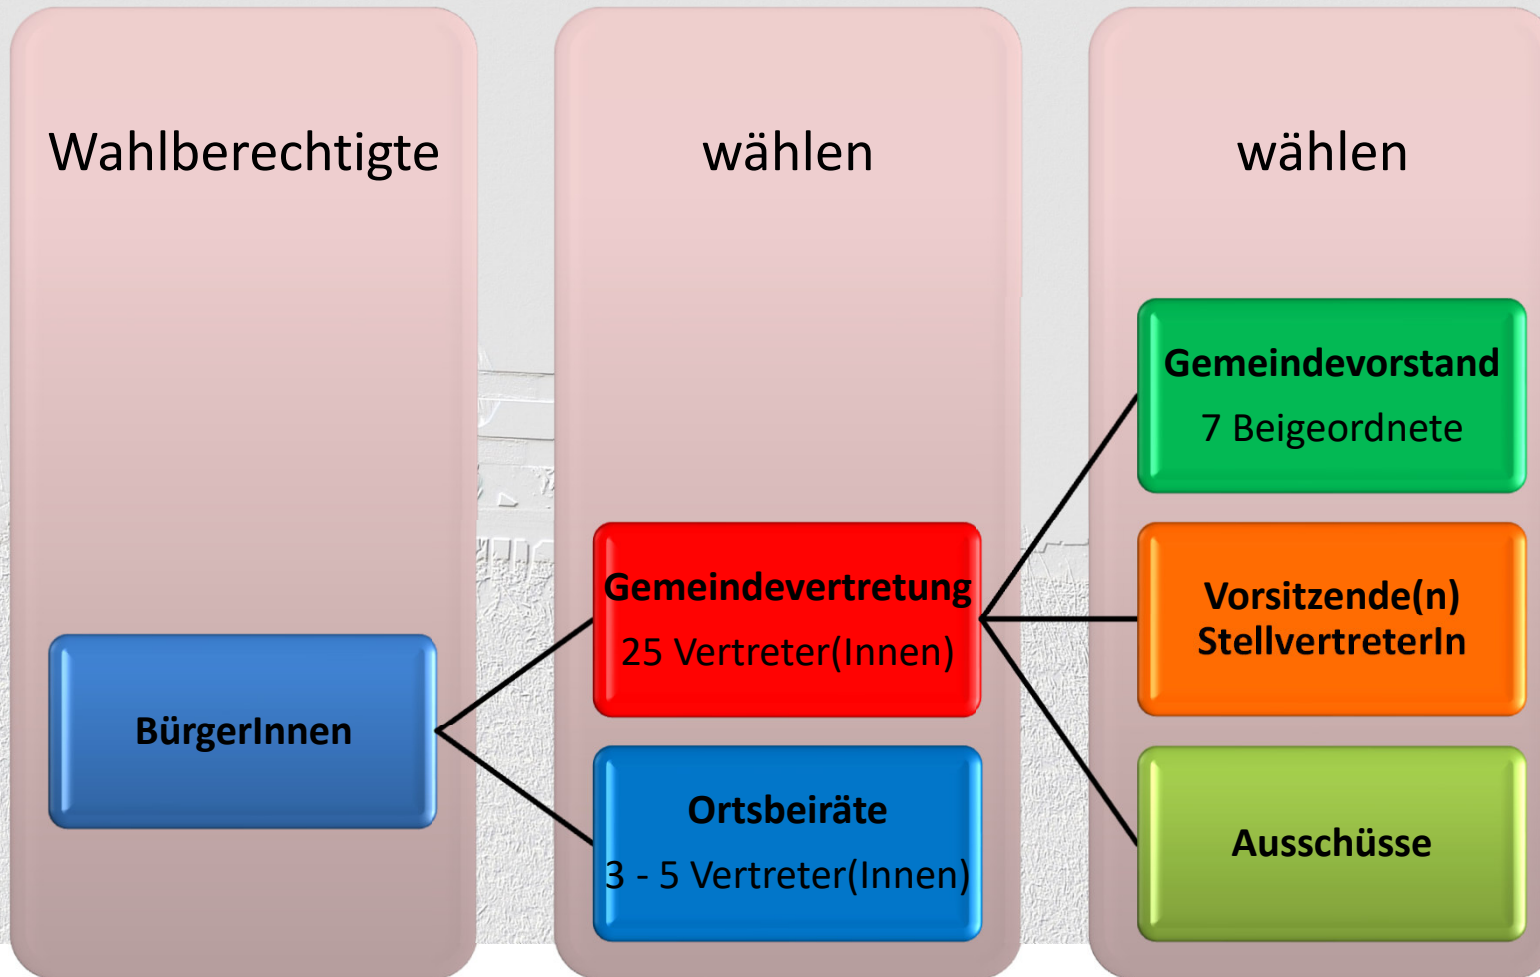 Wahlberechtigte
wählen
wählen
BürgerInnen
Gemeindevertretung
25 Vertreter(Innen)
Ortsbeiräte
3 - 5 Vertreter(Innen)
Gemeindevorstand
7 Beigeordnete
Vorsitzende(n)
StellvertreterIn
Ausschüsse